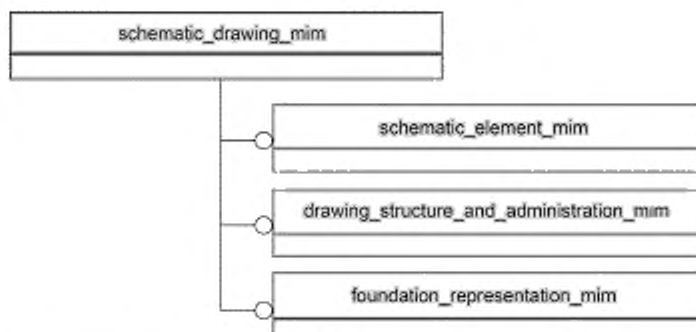 schematic_drawing_mim
schematic_element_mim
drawing_structure_and_administration_mim
foundation_representation_mim